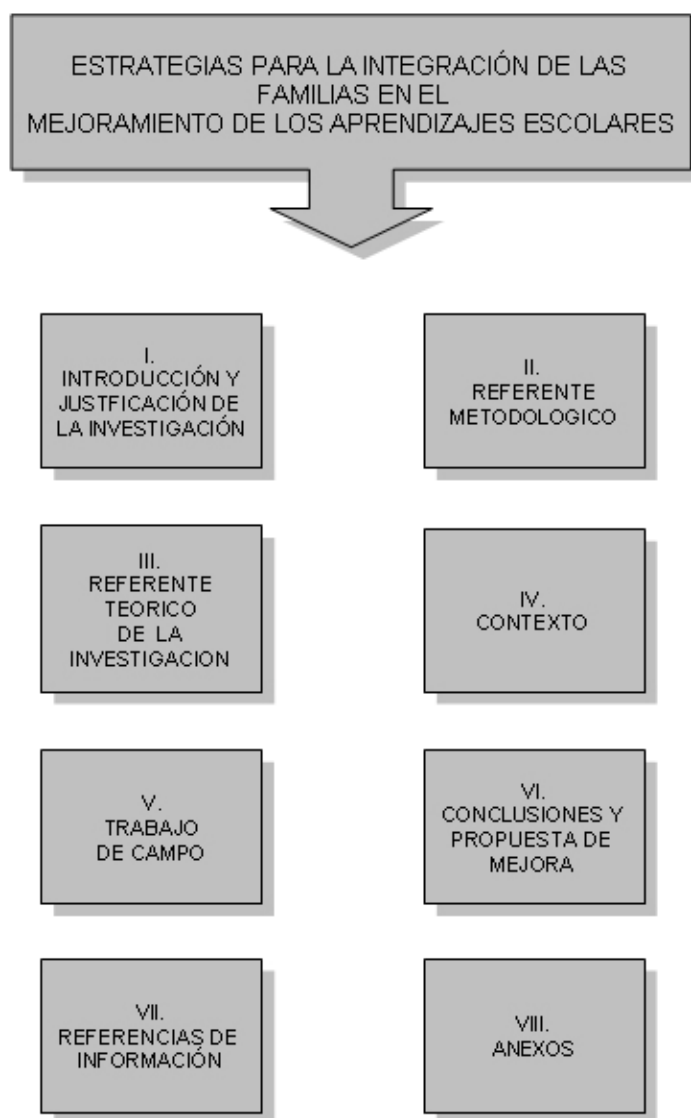 ESTRATEGIAS PARA LA INTEGRACIÓN DE LAS
FAMILIAS EN EL
MEJORAMIENTO DE LOS APRENDIZAJES ESCOLARES
I.
INTRODUCCIÓN Y
JUSTFICACIÓN DE
LA INVESTIGACIÓN
II.
REFERENTE
METODOLOGICO
III.
REFERENTE
TEÓRICO
DE LA
INVESTIGACION
IV.
CONTEXTO
V.
TRABAJO
DE CAMPO
VI.
CONCLUSIONES Y
PROPUESTA DE
MEJORA
VII.
REFERENCIAS DE
INFORMACIÓN
VIII.
ANEXOS